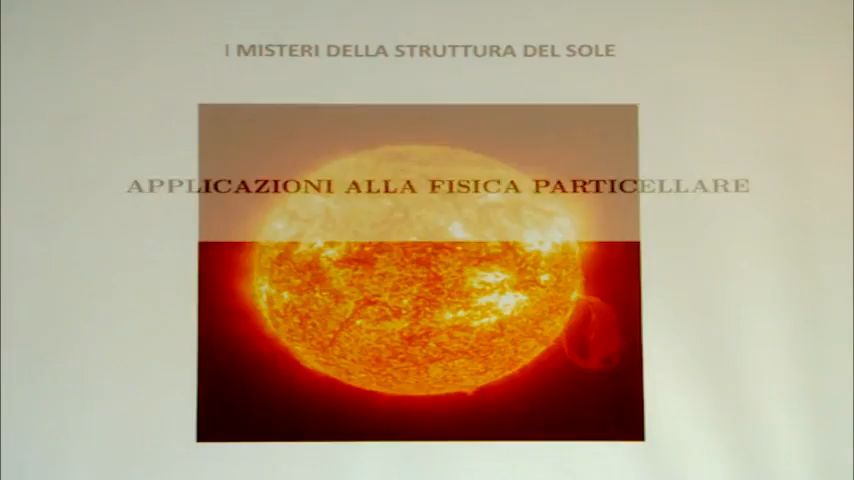 I MISTERI DELLA STRUTTURA DEL SOLE
APPLICAZIONI ALLA FISICA PARTICELLARE